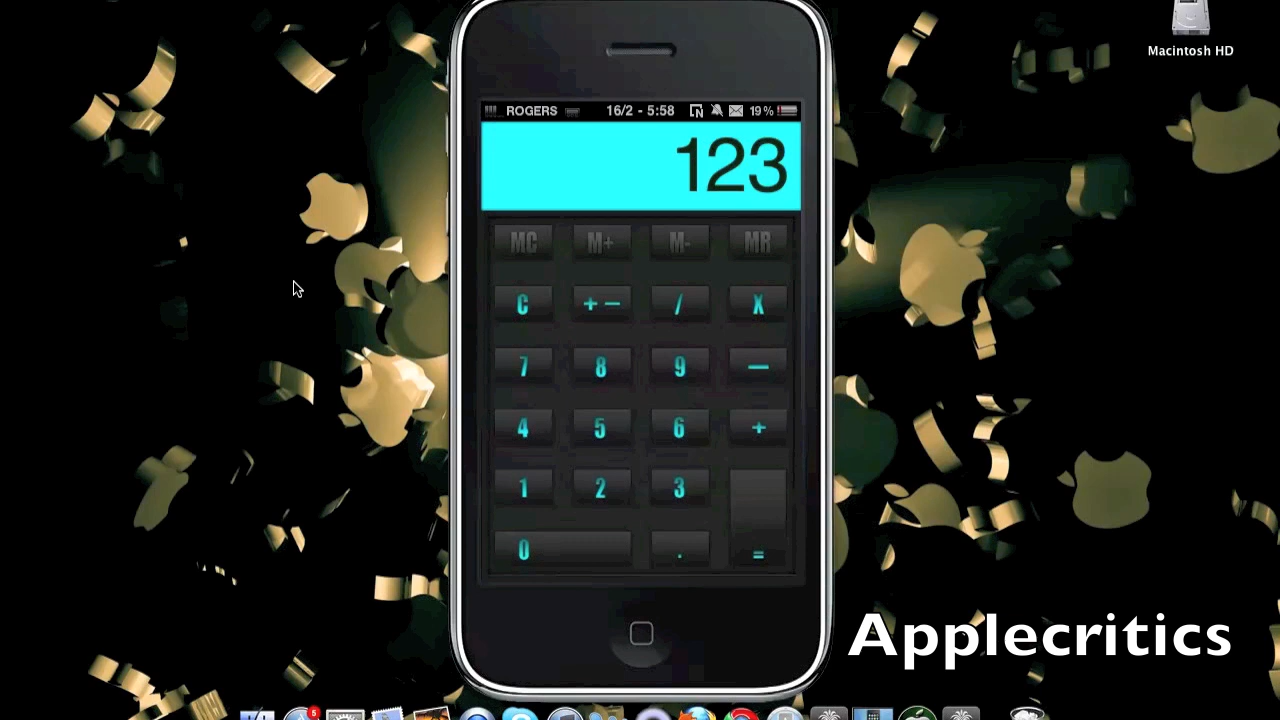 Macintosh HD
ROGERS 16/2 - 5:58 19%
123
MC M+ M- MR
C +− / X
7 8 9 −
4 5 6 +
1 2 3
0 . =
Applecritics
5